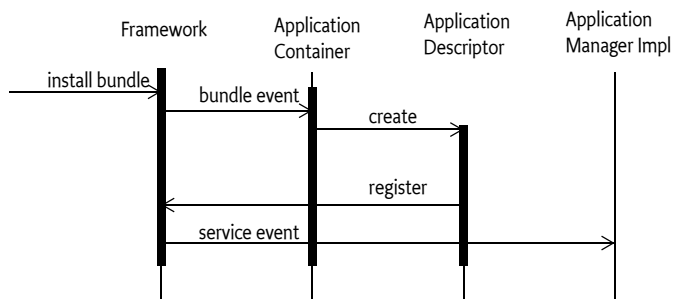 Framework
Application
Container
Application
Descriptor
Application
Manager Impl
install bundle
bundle event
create
register
service event